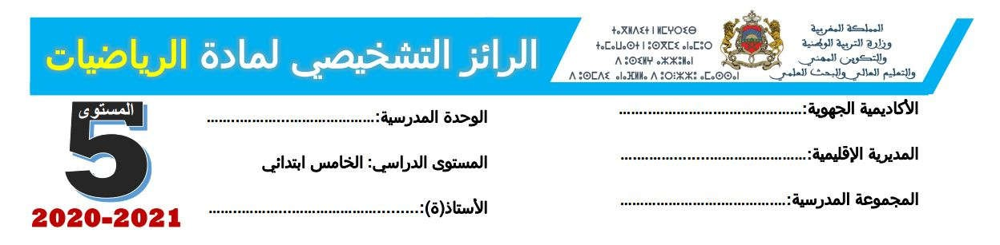 المملكة المغربية
وزارة التربية الوطنية
والتكوين المهني
والتعليم العالي والبحث العلمي
ⵜⴰⴳⵍⴷⵉⵜ ⵏ ⵍⵎⵖⵔⵉⴱ
ⵜⴰⵎⴰⵡⴰⵙⵜ ⵏ ⵓⵙⴳⵎⵉ ⴰⵏⴰⵎⵓⵔ
ⴷ ⵓⵙⵎⵓⵜⵜⴳ ⴰⵣⵣⵓⵍⴰⵏ
ⴷ ⵓⵙⵙⵍⵎⴷ ⴰⵏⴰⴼⵍⵍⴰ ⴷ ⵓⵔⵣⵣⵓ ⴰⵎⴰⵙⵙⴰⵏ
الرائز التشخيصي لمادة الرياضيات
الأكاديمية الجهوية:............................................
المديرية الإقليمية:............................................
المجموعة المدرسية:.......................................
الوحدة المدرسية:........................................
المستوى الدراسي: الخامس ابتدائي
الأستاذ(ة):..................................................
المستوى
5
2020-2021